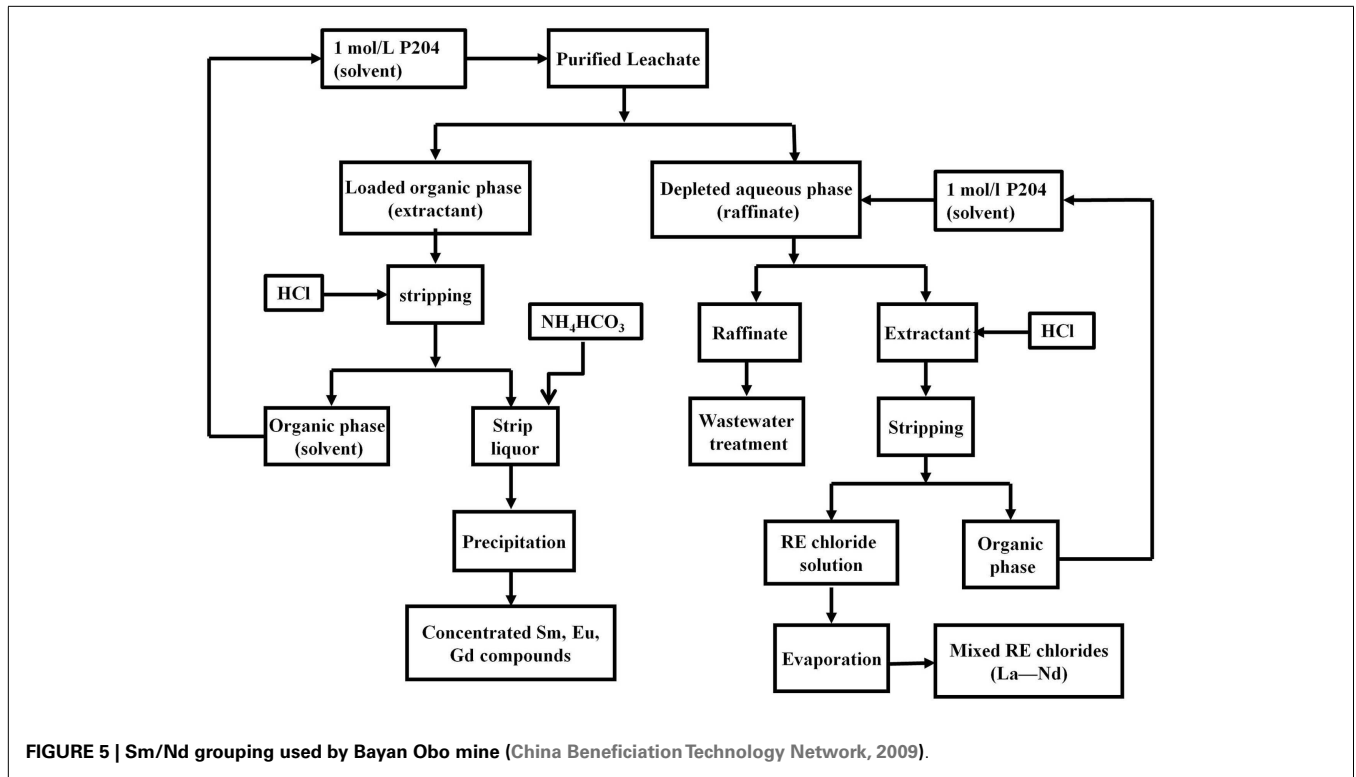 1 mol/L P204
(solvent)
Purified Leachate
Loaded organic phase
(extractant)
Depleted aqueous phase
(raffinate)
1 mol/l P204
(solvent)
HCl
stripping
NH₄HCO₃
Raffinate
Extractant
HCl
Organic phase
(solvent)
Strip
liquor
Wastewater
treatment
Stripping
Precipitation
RE chloride
solution
Organic
phase
Concentrated Sm, Eu,
Gd compounds
Evaporation
Mixed RE chlorides
(La—Nd)
FIGURE 5 | Sm/Nd grouping used by Bayan Obo mine (China Beneficiation Technology Network, 2009).